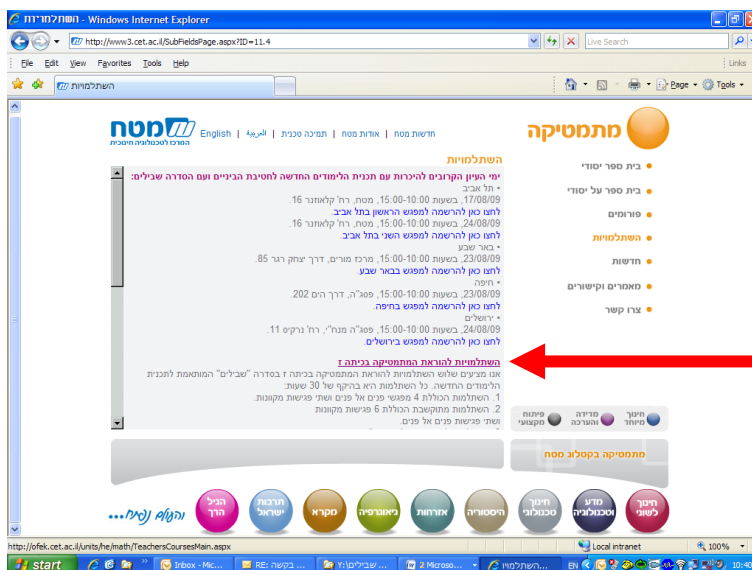 השתלמויות - Windows Internet Explorer
http://www3.cet.ac.il/SubFieldsPage.aspx?ID=11.4
Live Search
File Edit View Favorites Tools Help
Links
השתלמויות
Page
Tools
מטח
המרכז לטכנולוגיה חינוכית
חדשות מטח | אודות מטח | תמיכה טכנית | العربية | English
מתמטיקה
בית ספר יסודי
בית ספר על יסודי
פורומים
השתלמויות
חדשות
מאמרים וקישורים
צרו קשר
השתלמויות
ימי העיון הקרובים להיכרות עם תכנית הלימודים החדשה לחטיבת הביניים ועם הסדרה שבילים:
• תל אביב
17/08/09, בשעות 15:00-10:00, מטח, רח' קלאוזנר 16.
לחצו כאן להרשמה למפגש הראשון בתל אביב.
24/08/09, בשעות 15:00-10:00, מטח, רח' קלאוזנר 16.
לחצו כאן להרשמה למפגש השני בתל אביב.
• באר שבע
23/08/09, בשעות 15:00-10:00, מרכז מורים, דרך יצחק רגר 85.
לחצו כאן להרשמה למפגש בבאר שבע.
• חיפה
23/08/09, בשעות 15:00-10:00, פסג"ה, דרך הים 202.
לחצו כאן להרשמה למפגש בחיפה.
• ירושלים
24/08/09, בשעות 15:00-10:00, פסג"ה מנח"י, רח' נרקיס 11.
לחצו כאן להרשמה למפגש בירושלים.
השתלמויות להוראת המתמטיקה בכיתה ז
אנו מציעים שלוש השתלמויות להוראת המתמטיקה בכיתה ז בסדרה "שבילים" המותאמת לתכנית
הלימודים החדשה. כל השתלמות היא בהיקף של 30 שעות:
1. השתלמות הכוללת 4 מפגשי פנים אל פנים ושתי פגישות מקוונות.
2. השתלמות מתוקשבת הכוללת 6 פגישות מקוונות
ושתי פגישות פנים אל פנים.
חינוך מיוחד
מדידה והערכה
פיתוח מקצועי
מתמטיקה בקטלוג מטח
חינוך לשוני
מדע וטכנולוגיה
חינוך טכנולוגי
היסטוריה
אזרחות
גיאוגרפיה
מקרא
תרבות ישראל
הגיל הרך
והעולם נפתח...
http://ofek.cet.ac.il/units/he/math/TeachersCoursesMain.aspx
Local intranet
100%
start
Inbox - Mic...
RE: בקשה...
Y:\שבילים...
2 Microso...
השתלמויו...
EN
10:40